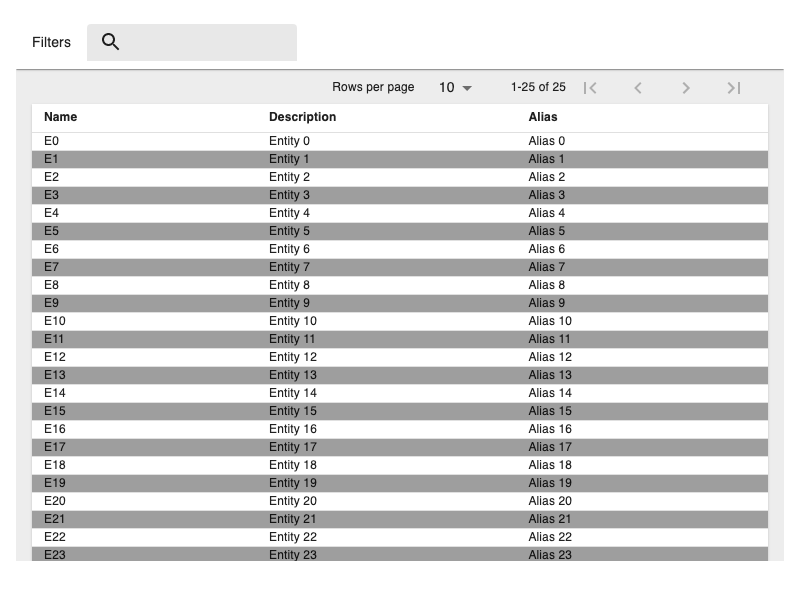 Filters
Rows per page 10 1-25 of 25
Name Description Alias
E0 Entity 0 Alias 0
E1 Entity 1 Alias 1
E2 Entity 2 Alias 2
E3 Entity 3 Alias 3
E4 Entity 4 Alias 4
E5 Entity 5 Alias 5
E6 Entity 6 Alias 6
E7 Entity 7 Alias 7
E8 Entity 8 Alias 8
E9 Entity 9 Alias 9
E10 Entity 10 Alias 10
E11 Entity 11 Alias 11
E12 Entity 12 Alias 12
E13 Entity 13 Alias 13
E14 Entity 14 Alias 14
E15 Entity 15 Alias 15
E16 Entity 16 Alias 16
E17 Entity 17 Alias 17
E18 Entity 18 Alias 18
E19 Entity 19 Alias 19
E20 Entity 20 Alias 20
E21 Entity 21 Alias 21
E22 Entity 22 Alias 22
E23 Entity 23 Alias 23